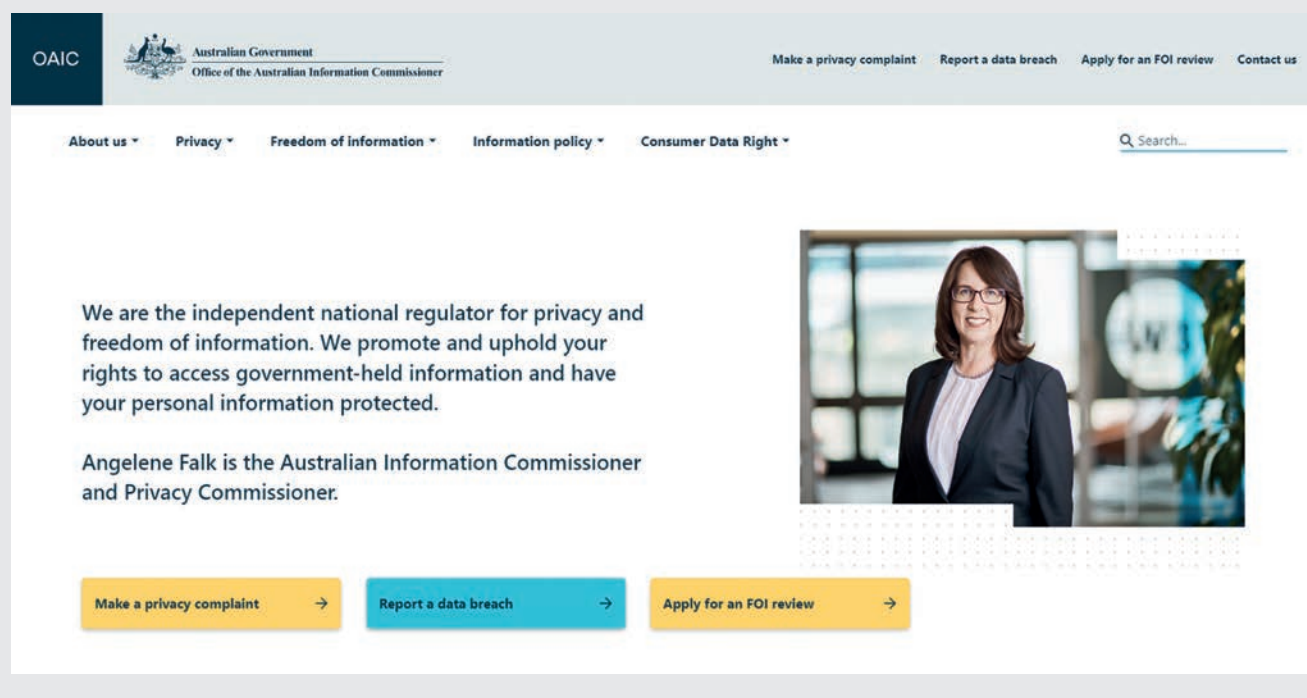 OAIC
Australian Government
Office of the Australian Information Commissioner
Make a privacy complaint Report a data breach Apply for an FOI review Contact us
About us Privacy Freedom of information Information policy Consumer Data Right Search...
We are the independent national regulator for privacy and
freedom of information. We promote and uphold your
rights to access government-held information and have
your personal information protected.
Angelene Falk is the Australian Information Commissioner
and Privacy Commissioner.
Make a privacy complaint → Report a data breach → Apply for an FOI review →